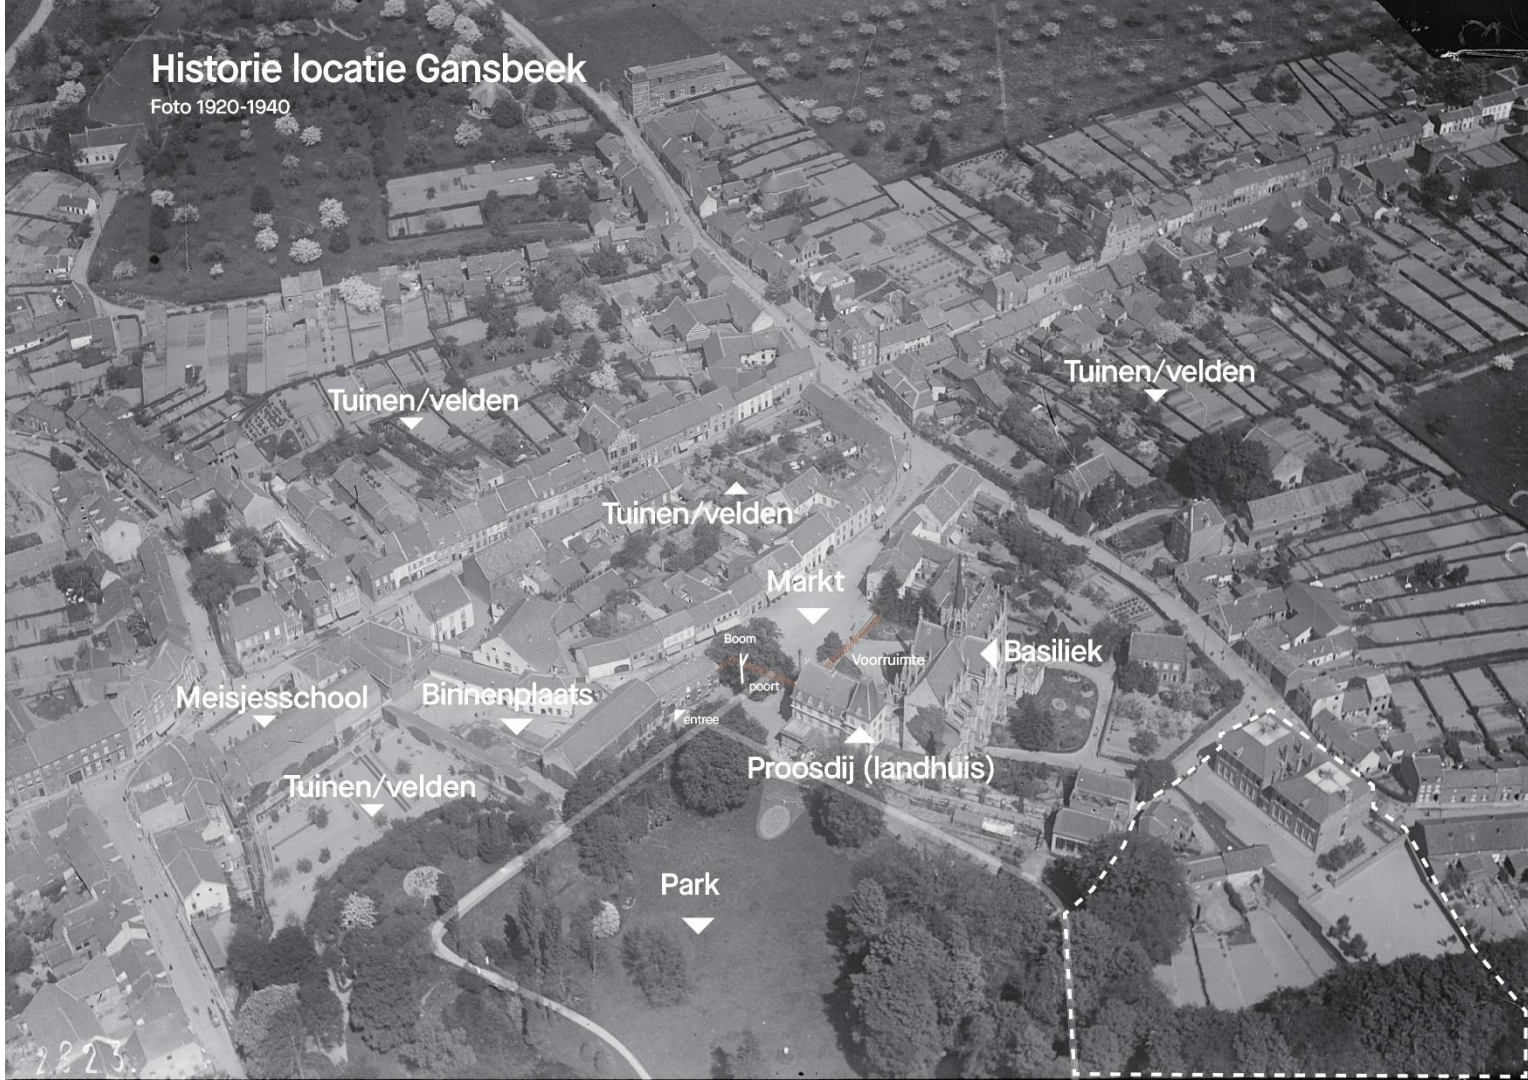 Historie locatie Gansbeek
Foto 1920-1940
Tuinen/velden
Tuinen/velden
Tuinen/velden
Markt
Boom
Voorruimte
Basiliek
poort
Meisjesschool
Binnenplaats
entree
Proosdij (landhuis)
Tuinen/velden
Park
2823.